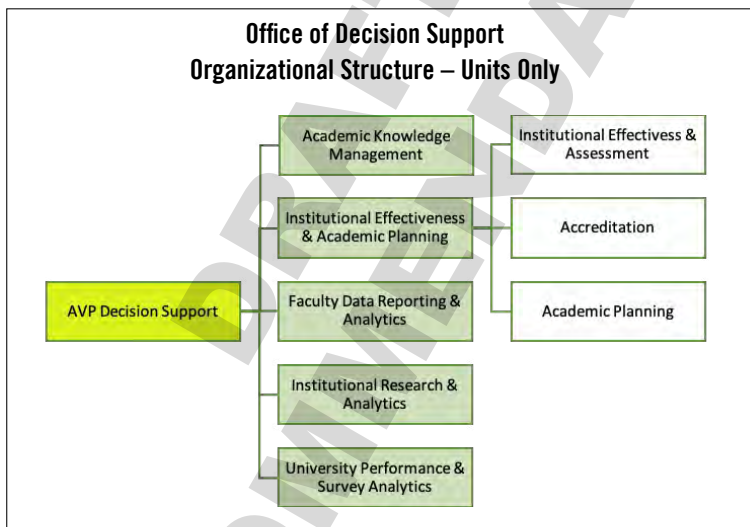 Office of Decision Support
Organizational Structure – Units Only
Academic Knowledge
Management
Institutional Effectivess &
Assessment
Institutional Effectiveness
& Academic Planning
Accreditation
AVP Decision Support
Faculty Data Reporting &
Analytics
Academic Planning
Institutional Research &
Analytics
University Performance &
Survey Analytics
DRAFT